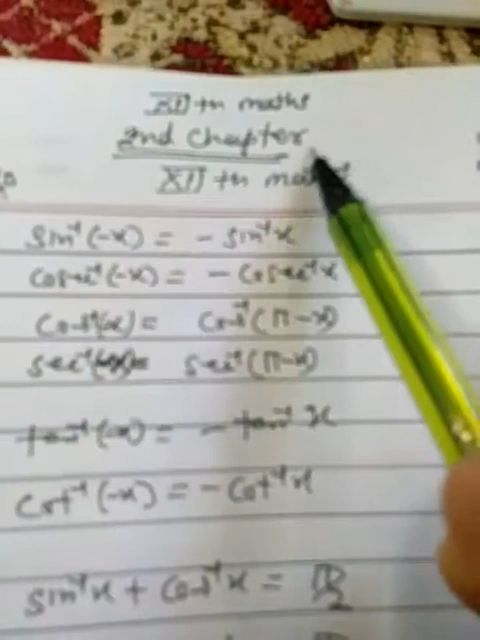 XII th maths
2nd Chapter
XII th maths
sin⁻¹(-x) = - sin⁻¹x
cosec⁻¹(-x) = - cosec⁻¹x
cos⁻¹(-x) = cos⁻¹(π-x)
sec⁻¹(-x) = sec⁻¹(π-x)
tan⁻¹(-x) = - tan⁻¹x
cot⁻¹(-x) = - cot⁻¹x
sin⁻¹x + cos⁻¹x = π/2